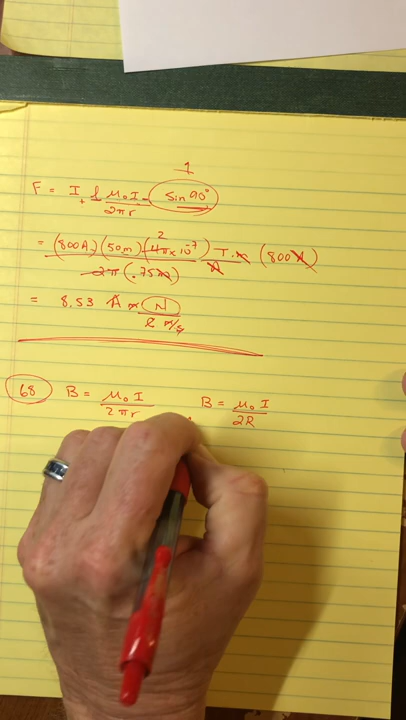 1
F = I₊ ℓ μ₀I₋ / 2πr sin 90°
= (800A)(50m)(4π×10⁻⁷) T·m (800A) / 2π(.75m) A 2
= 8.53 A m N / C m/s
68 B = μ₀I / 2πr B = μ₀I / 2R